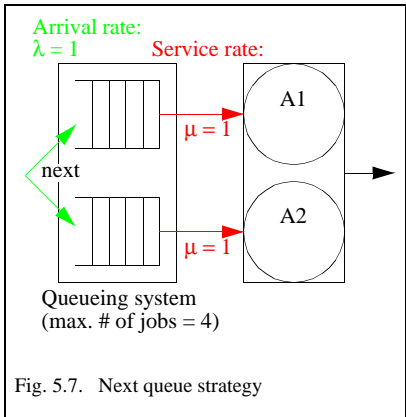 Arrival rate:
λ = 1
Service rate:
A1
μ = 1
next
A2
μ = 1
Queueing system
(max. # of jobs = 4)
Fig. 5.7. Next queue strategy